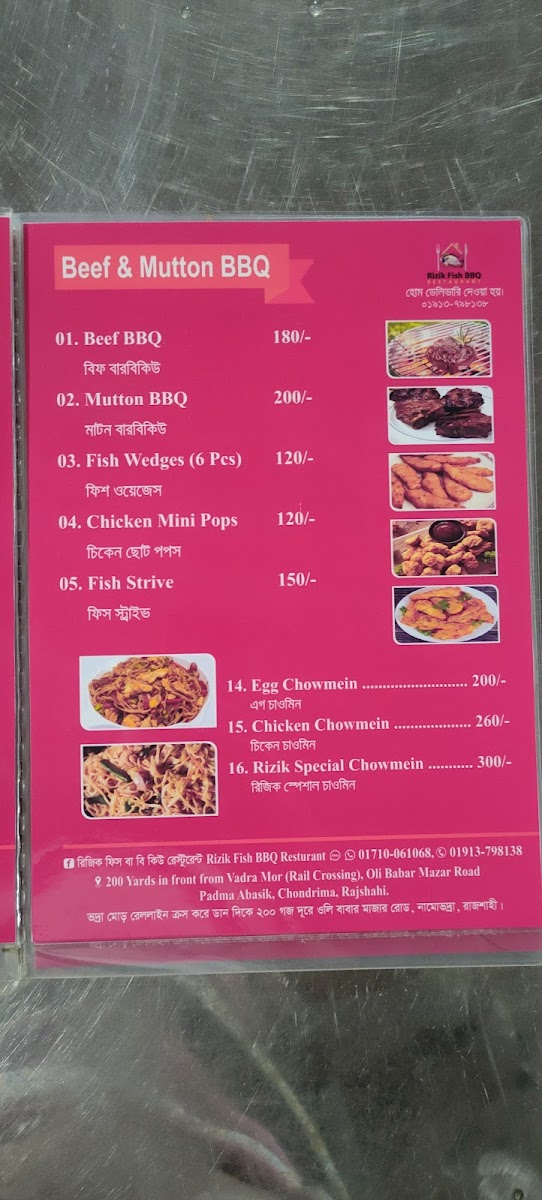 Beef & Mutton BBQ
Rizik Fish BBQ
RESTAURANT
হোম ডেলিভারি দেওয়া হয়।
০১৯১৩-৭৯৮১৩৮
01. Beef BBQ 180/-
বিফ বারবিকিউ
02. Mutton BBQ 200/-
মাটন বারবিকিউ
03. Fish Wedges (6 Pcs) 120/-
ফিশ ওয়েজেস
04. Chicken Mini Pops 120/-
চিকেন ছোট পপস
05. Fish Strive 150/-
ফিস স্ট্রাইভ
14. Egg Chowmein .......................... 200/-
এগ চাওমিন
15. Chicken Chowmein ................... 260/-
চিকেন চাওমিন
16. Rizik Special Chowmein ........... 300/-
রিজিক স্পেশাল চাওমিন
রিজিক ফিস বা বি কিউ রেস্টুরেন্ট Rizik Fish BBQ Resturant 01710-061068, 01913-798138
200 Yards in front from Vadra Mor (Rail Crossing), Oli Babar Mazar Road
Padma Abasik, Chondrima, Rajshahi.
ভদ্রা মোড় রেললাইন ক্রস করে ডান দিকে ২০০ গজ দূরে ওলি বাবার মাজার রোড, নামোভদ্রা, রাজশাহী।